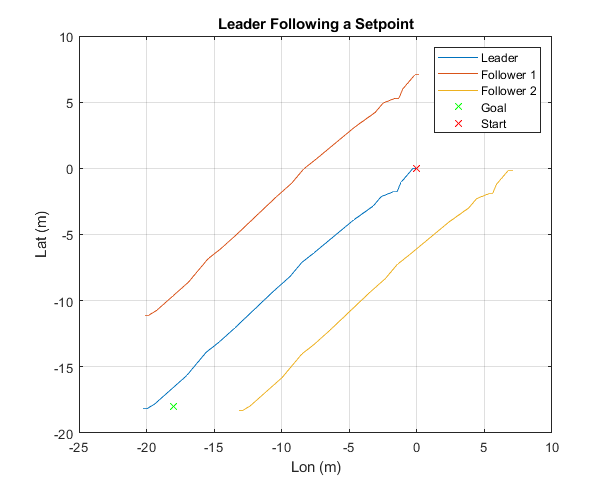 Leader Following a Setpoint
10
5
0
-5
-10
-15
-20
Lat (m)
Leader
Follower 1
Follower 2
Goal
Start
-25
-20
-15
-10
-5
0
5
10
Lon (m)